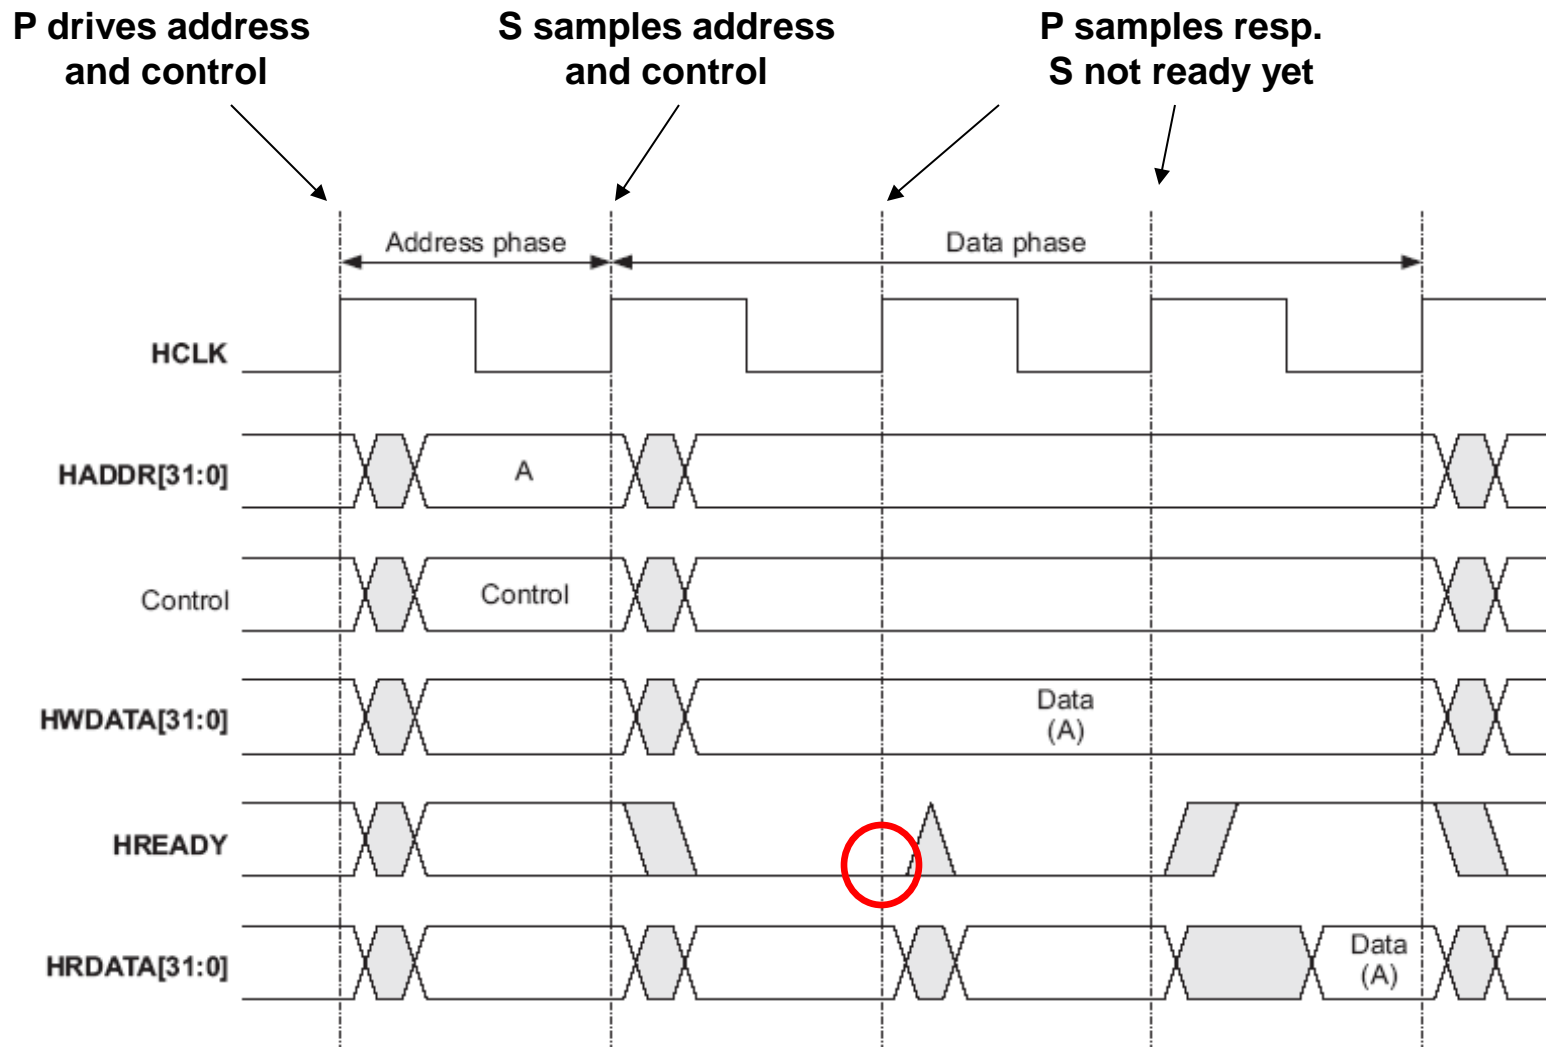 P drives address
and control
S samples address
and control
P samples resp.
S not ready yet
Address phase
Data phase
HCLK
HADDR[31:0]
A
Control
Control
HWDATA[31:0]
Data
(A)
HREADY
HRDATA[31:0]
Data
(A)